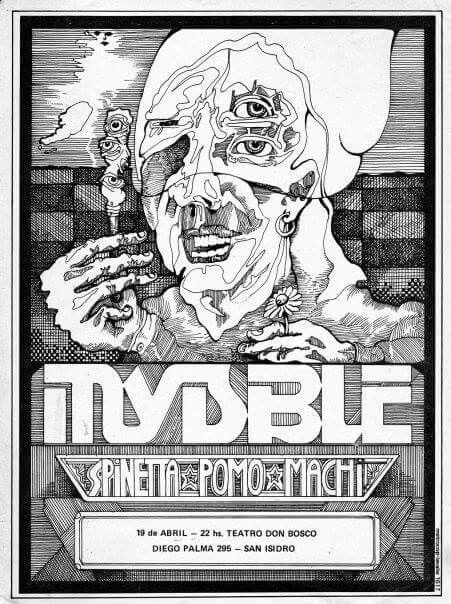 INVISIBLE
SPINETTA ☆ POMO ☆ MACHI
19 de ABRIL – 22 hs. TEATRO DON BOSCO
DIEGO PALMA 295 – SAN ISIDRO